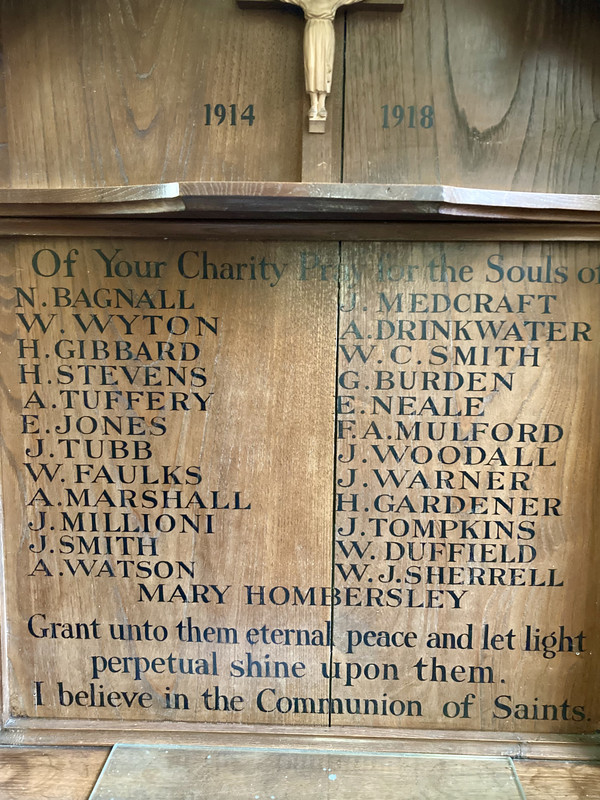 1914 1918
Of Your Charity Pray for the Souls of
N. BAGNALL
W. WYTON
H. GIBBARD
H. STEVENS
A. TUFFERY
E. JONES
J. TUBB
W. FAULKS
A. MARSHALL
J. MILLIONI
J. SMITH
A. WATSON
J. MEDCRAFT
A. DRINKWATER
W. C. SMITH
G. BURDEN
E. NEALE
F. A. MULFORD
J. WOODALL
J. WARNER
H. GARDENER
J. TOMPKINS
W. DUFFIELD
W. J. SHERRELL
MARY HOMBERSLEY
Grant unto them eternal peace and let light
perpetual shine upon them.
I believe in the Communion of Saints.